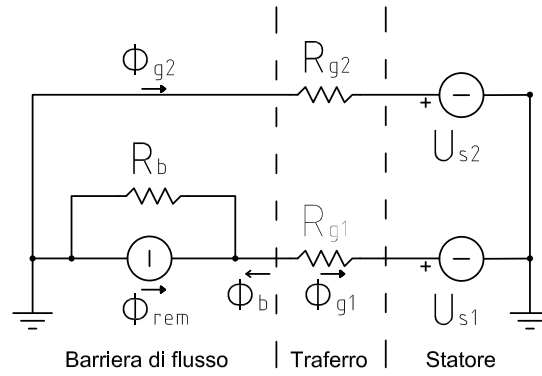 Φg2
Rg2
+
Us2
Rb
Rg1
+
Φrem
Φb
Φg1
Us1
Barriera di flusso
Traferro
Statore